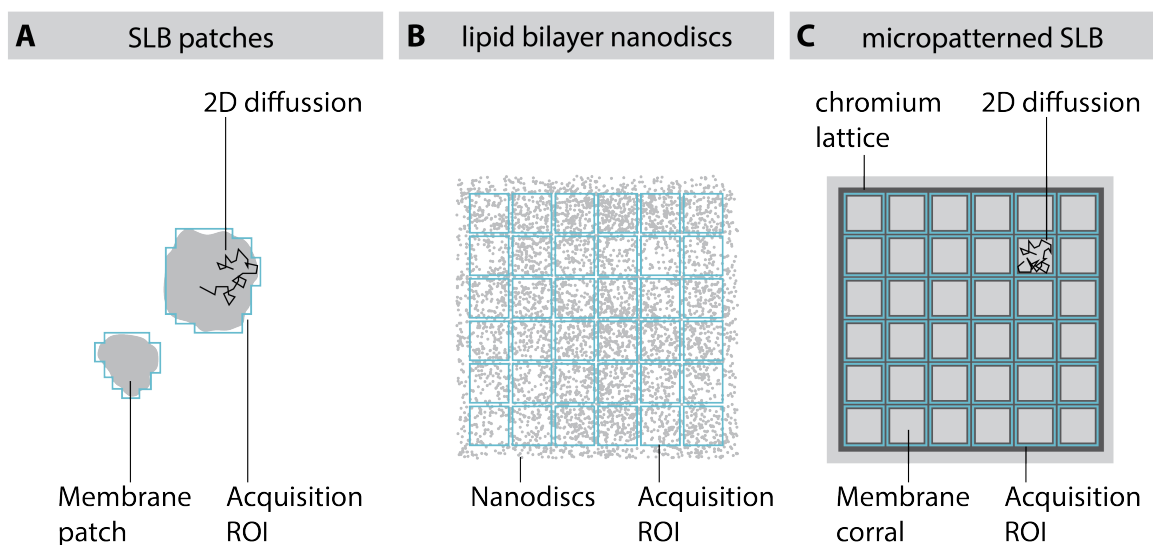 A SLB patches
2D diffussion
Membrane
patch
Acquisition
ROI
B lipid bilayer nanodiscs
Nanodiscs
Acquisition
ROI
C micropatterned SLB
chromium
lattice
2D diffussion
Membrane
corral
Acquisition
ROI